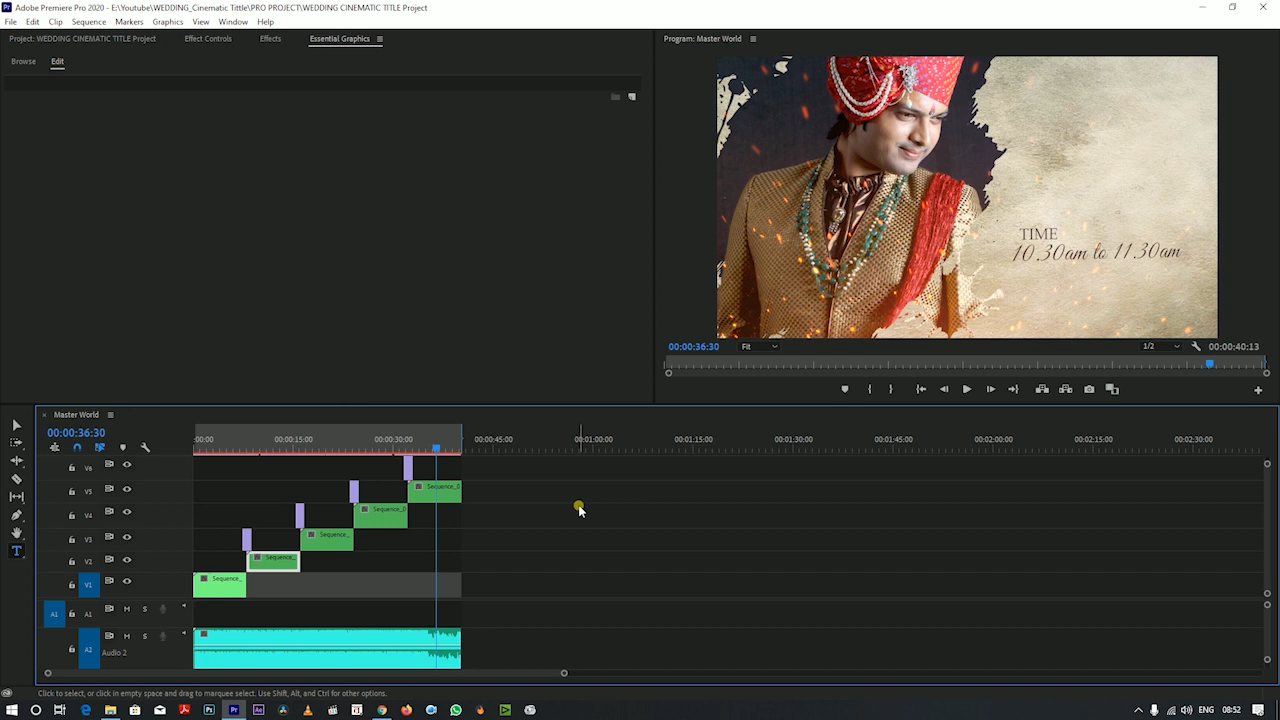 Adobe Premiere Pro 2020 - E:\Youtube\WEDDING_Cinematic Tittle\PRO PROJECT\WEDDING CINEMATIC TITLE Project
File Edit Clip Sequence Markers Graphics View Window Help
Project: WEDDING CINEMATIC TITLE Project Effect Controls Effects Essential Graphics
Browse Edit
Program: Master World
TIME
10.30am to 11.30am
00:00:36:30 Fit 1/2 00:00:40:13
Master World
00:00:36:30
:00:00 00:00:15:00 00:00:30:00 00:00:45:00 00:01:00:00 00:01:15:00 00:01:30:00 00:01:45:00 00:02:00:00 00:02:15:00 00:02:30:00
V6
V5 Sequence_0
V4 Sequence_0
V3 Sequence_
V2 Sequence_
V1 Sequence_
A1 A1 M S
A2 M S
Audio 2
Click to select, or click in empty space and drag to marquee select. Use Shift, Alt, and Ctrl for other options.
ENG 08:52